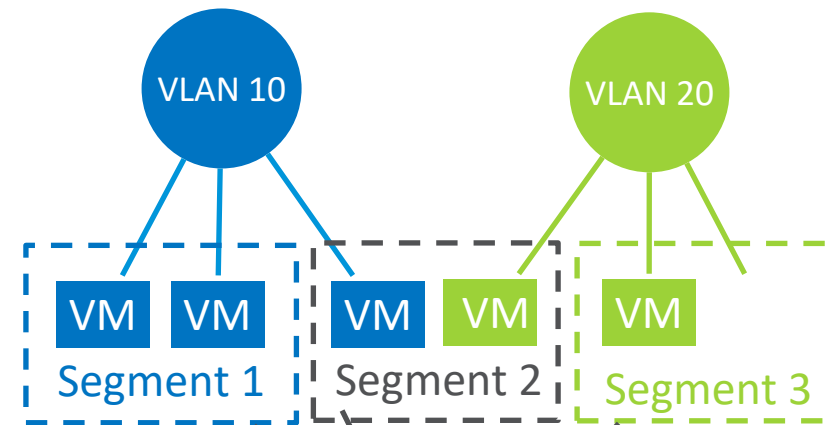 VLAN 10
VLAN 20
VM VM VM VM VM
Segment 1 Segment 2 Segment 3